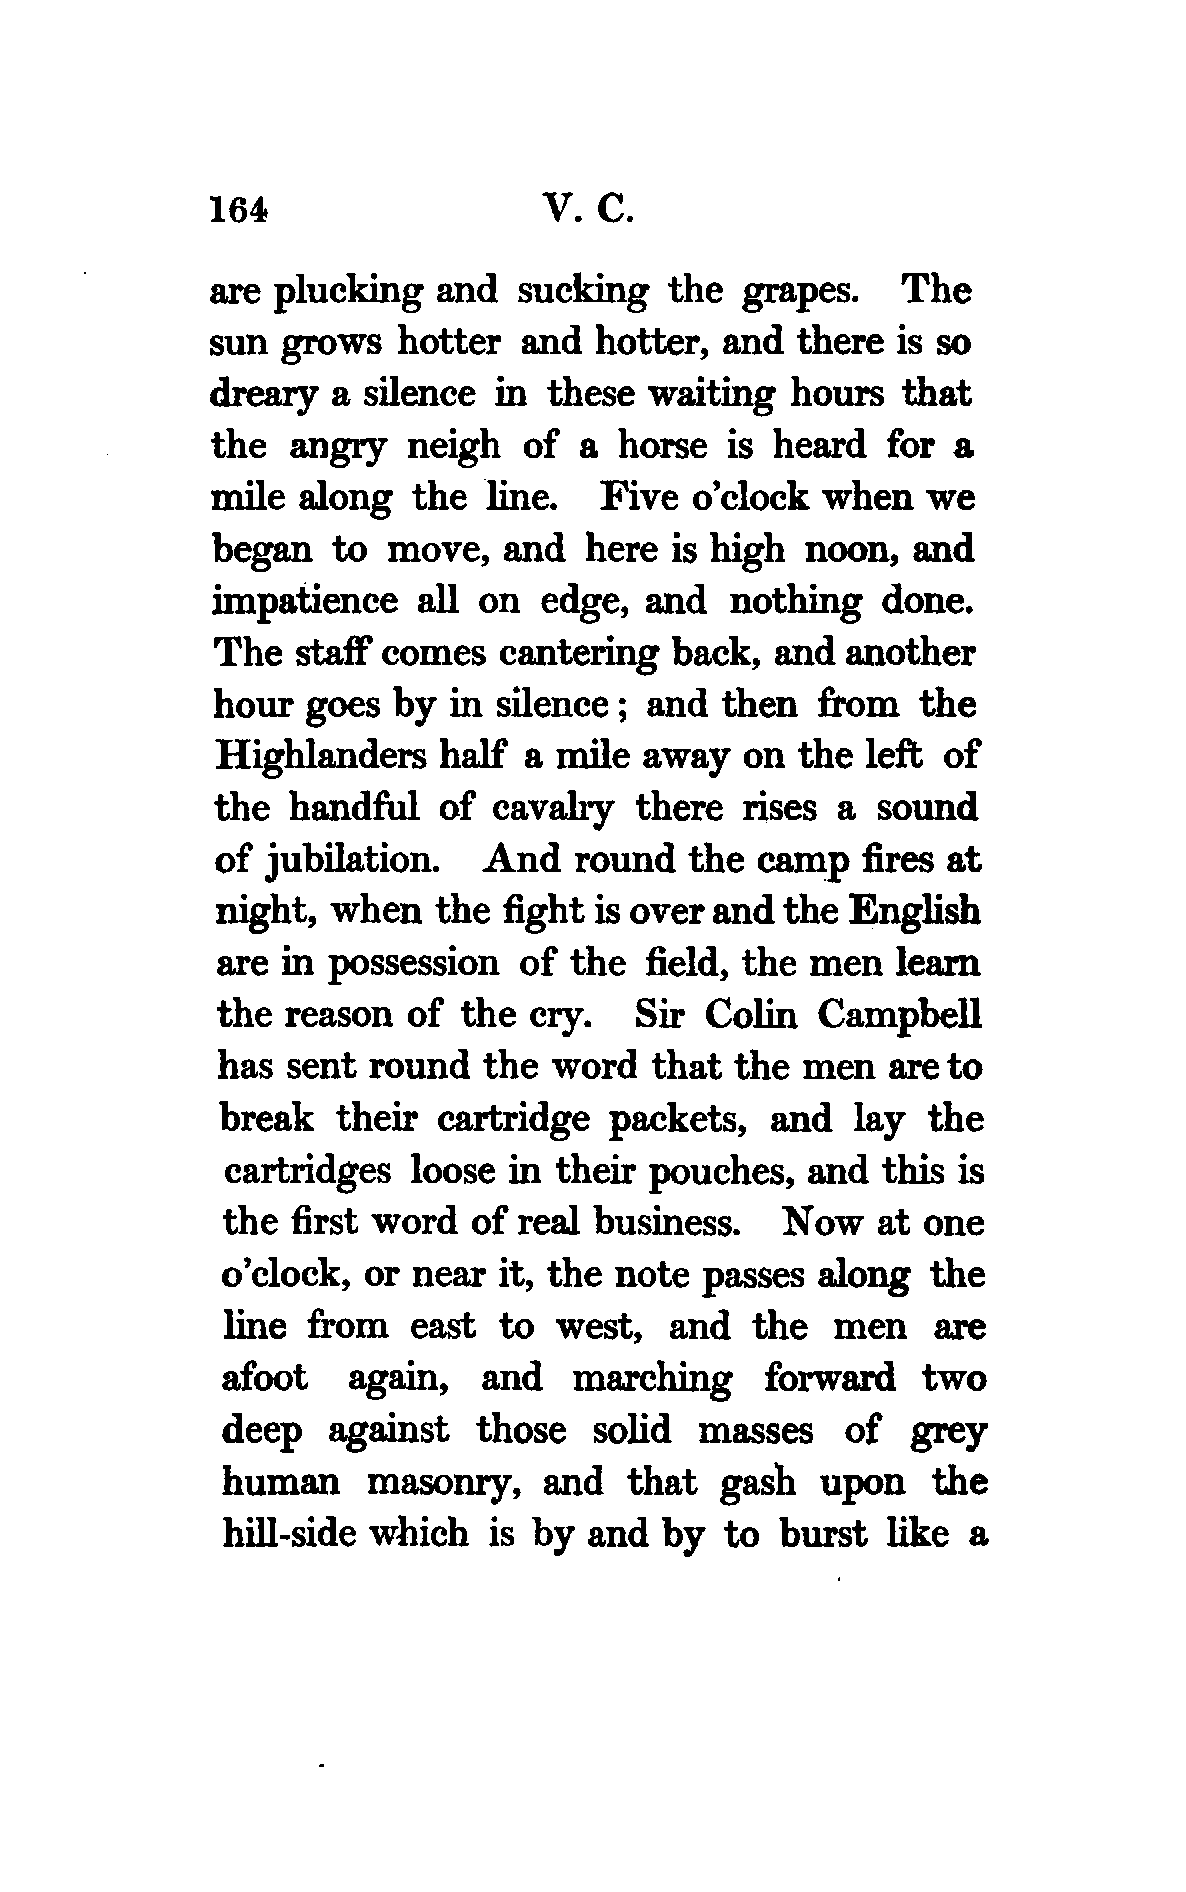 164 V. C.
are plucking and sucking the grapes. The
sun grows hotter and hotter, and there is so
dreary a silence in these waiting hours that
the angry neigh of a horse is heard for a
mile along the line. Five o'clock when we
began to move, and here is high noon, and
impatience all on edge, and nothing done.
The staff comes cantering back, and another
hour goes by in silence; and then from the
Highlanders half a mile away on the left of
the handful of cavalry there rises a sound
of jubilation. And round the camp fires at
night, when the fight is over and the English
are in possession of the field, the men learn
the reason of the cry. Sir Colin Campbell
has sent round the word that the men are to
break their cartridge packets, and lay the
cartridges loose in their pouches, and this is
the first word of real business. Now at one
o'clock, or near it, the note passes along the
line from east to west, and the men are
afoot again, and marching forward two
deep against those solid masses of grey
human masonry, and that gash upon the
hill-side which is by and by to burst like a